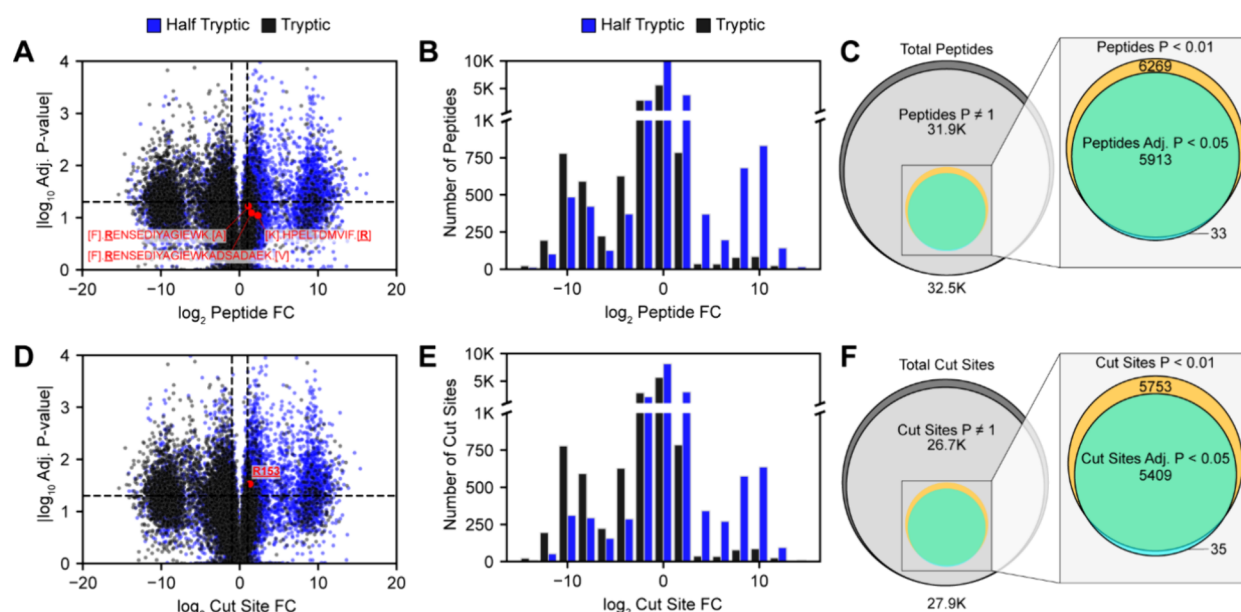 Half Tryptic Tryptic
Half Tryptic Tryptic
A
|log10 Adj. P-value|
4
3
2
1
0
[F].RENSEDIYAGIEWK.[A]
[K].HPELTDMVIF.[R]
[F].RENSEDIYAGIEWKADSADAEK.[V]
−20 −10 0 10 20
log2 Peptide FC
B
Number of Peptides
10K
5K
1K
750
500
250
0
−10 0 10
log2 Peptide FC
C
Total Peptides
Peptides P ≠ 1
31.9K
32.5K
Peptides P < 0.01
6269
Peptides Adj. P < 0.05
5913
33
D
|log10 Adj. P-value|
4
3
2
1
0
R153
−20 −10 0 10 20
log2 Cut Site FC
E
Number of Cut Sites
10K
5K
1K
750
500
250
0
−10 0 10
log2 Cut Site FC
F
Total Cut Sites
Cut Sites P ≠ 1
26.7K
27.9K
Cut Sites P < 0.01
5753
Cut Sites Adj. P < 0.05
5409
35